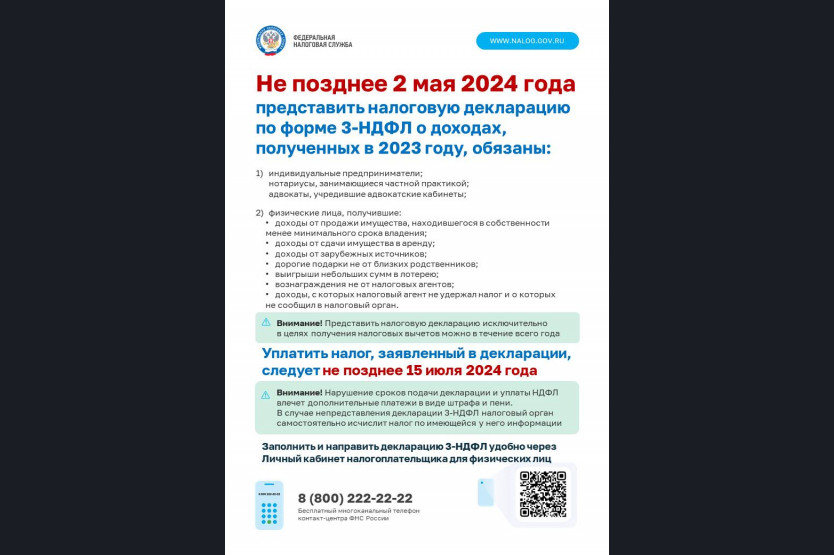 ФЕДЕРАЛЬНАЯ
НАЛОГОВАЯ СЛУЖБА
WWW.NALOG.GOV.RU
Не позднее 2 мая 2024 года
представить налоговую декларацию
по форме 3-НДФЛ о доходах,
полученных в 2023 году, обязаны:
1) индивидуальные предприниматели;
нотариусы, занимающиеся частной практикой;
адвокаты, учредившие адвокатские кабинеты;
2) физические лица, получившие:
• доходы от продажи имущества, находившегося в собственности
менее минимального срока владения;
• доходы от сдачи имущества в аренду;
• доходы от зарубежных источников;
• дорогие подарки не от близких родственников;
• выигрыши небольших сумм в лотерею;
• вознаграждения не от налоговых агентов;
• доходы, с которых налоговый агент не удержал налог и о которых
не сообщил в налоговый орган.
Внимание! Представить налоговую декларацию исключительно
в целях получения налоговых вычетов можно в течение всего года
Уплатить налог, заявленный в декларации,
следует не позднее 15 июля 2024 года
Внимание! Нарушение сроков подачи декларации и уплаты НДФЛ
влечет дополнительные платежи в виде штрафа и пени.
В случае непредставления декларации 3-НДФЛ налоговый орган
самостоятельно исчислит налог по имеющейся у него информации
Заполнить и направить декларацию 3-НДФЛ удобно через
Личный кабинет налогоплательщика для физических лиц
8 (800) 222-22-22
Бесплатный многоканальный телефон
контакт-центра ФНС России